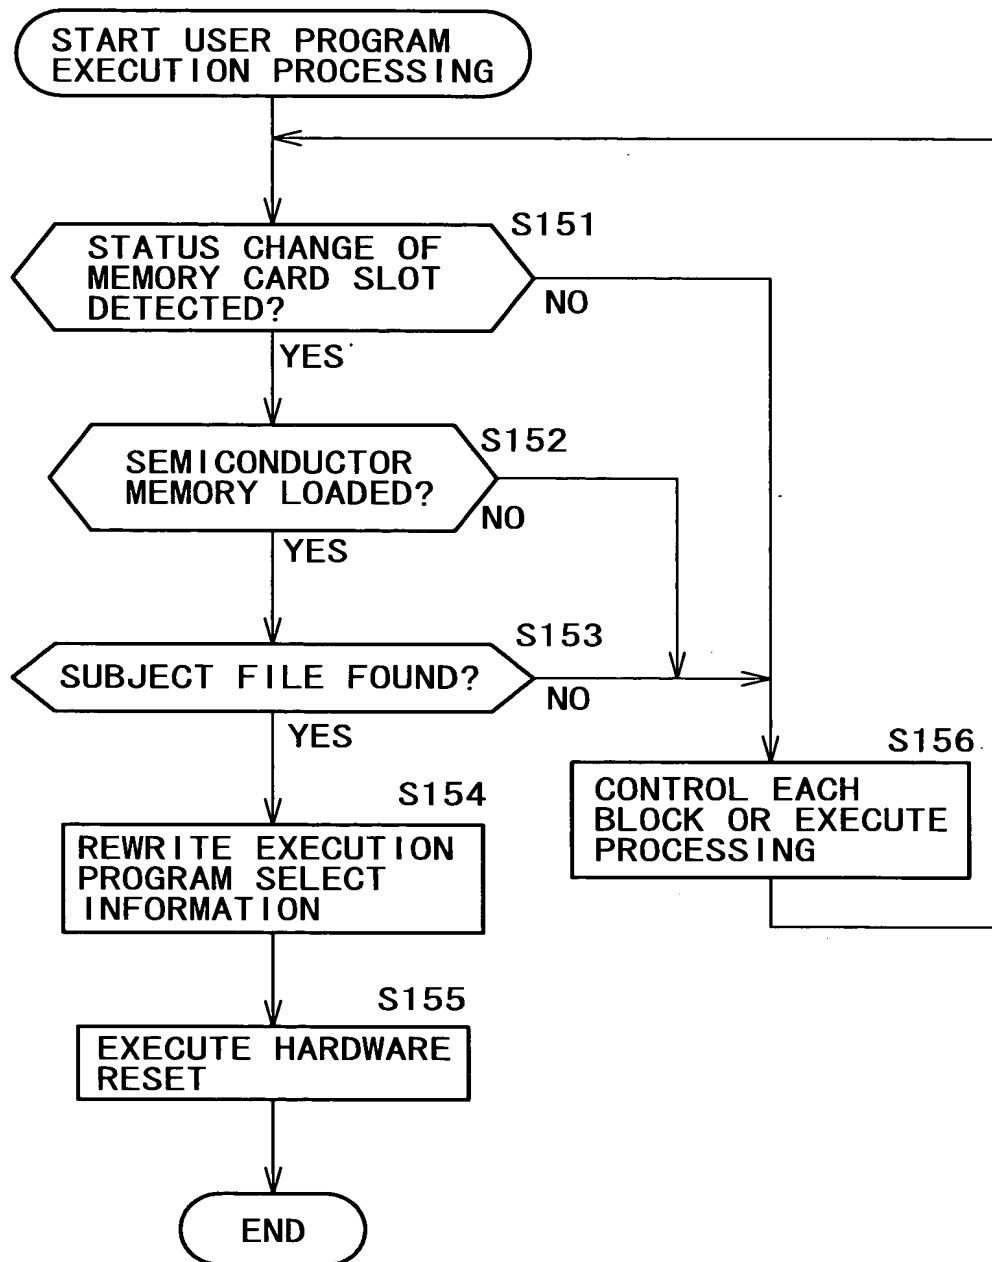 START USER PROGRAM
EXECUTION PROCESSING
S151
STATUS CHANGE OF
MEMORY CARD SLOT
DETECTED?
NO
YES
S152
SEMICONDUCTOR
MEMORY LOADED?
NO
YES
S153
SUBJECT FILE FOUND?
NO
YES
S154
REWRITE EXECUTION
PROGRAM SELECT
INFORMATION
S155
EXECUTE HARDWARE
RESET
END
S156
CONTROL EACH
BLOCK OR EXECUTE
PROCESSING